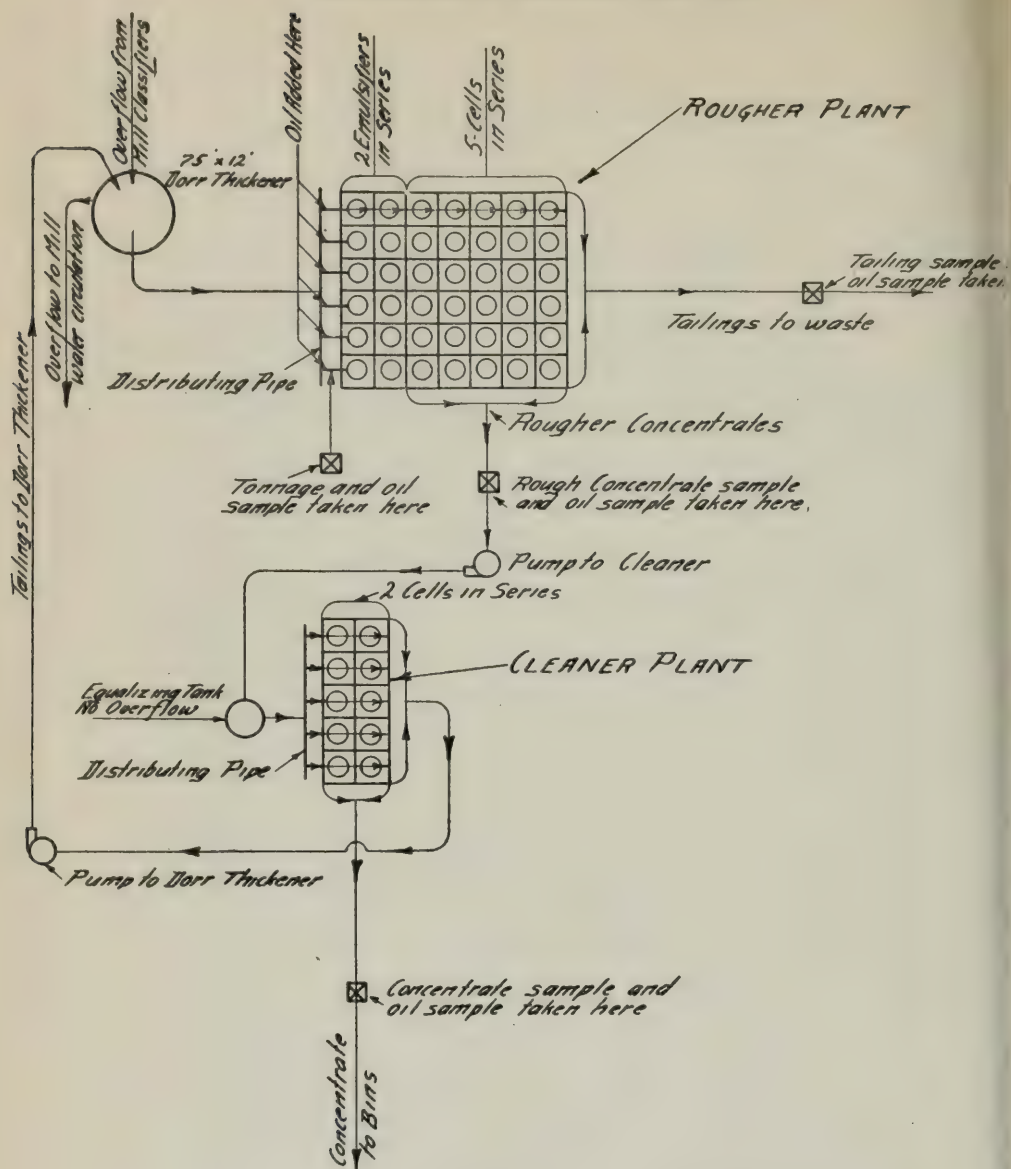 Overflow from
Mill Classifiers
Oil Added Here
2 Emulsifiers
in Series
5-Cells
in Series
ROUGHER PLANT
75' x 12'
Dorr Thickener
Overflow to Mill
water circulation
Tailings to Dorr Thickener
Tailing sample
oil sample taken
Tailings to waste
Distributing Pipe
Rougher Concentrates
Tonnage and oil
sample taken here
Rough Concentrate sample
and oil sample taken here.
Pump to Cleaner
2 Cells in Series
CLEANER PLANT
Equalizing Tank
No Overflow
Distributing Pipe
Pump to Dorr Thickener
Concentrate sample and
oil sample taken here
Concentrate
to Bins